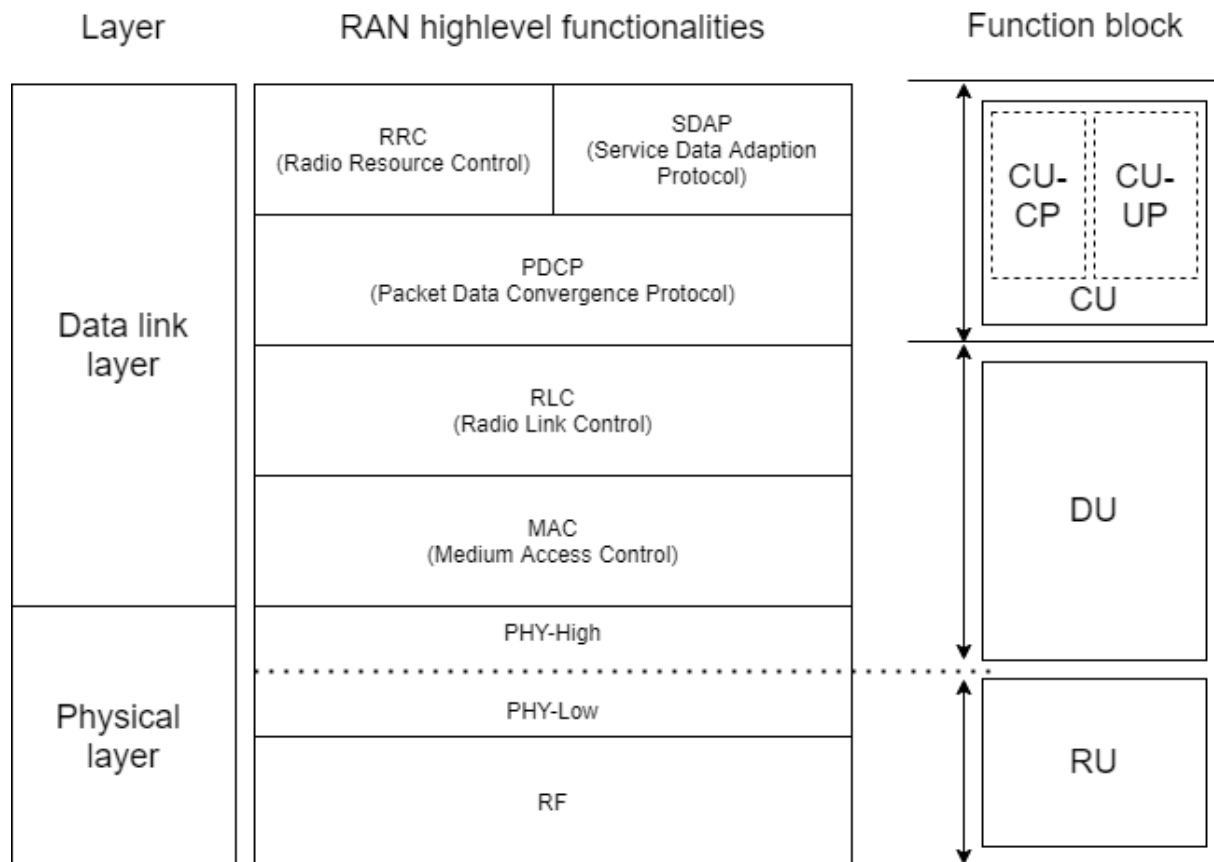 Layer
RAN highlevel functionalities
Function block
RRC
(Radio Resource Control)
SDAP
(Service Data Adaption
Protocol)
CU-
CP
CU-
UP
CU
PDCP
(Packet Data Convergence Protocol)
Data link
layer
RLC
(Radio Link Control)
DU
MAC
(Medium Access Control)
PHY-High
Physical
layer
PHY-Low
RU
RF